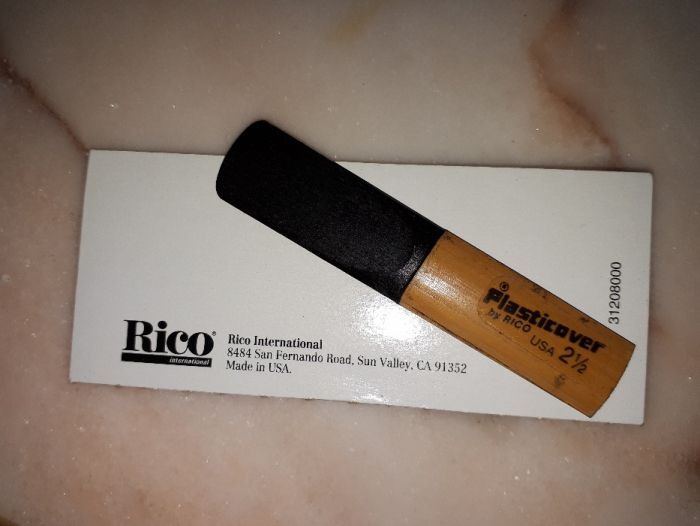 Plasticover
by RICO
USA 2½
31208000
Rico®
international
Rico International
8484 San Fernando Road, Sun Valley, CA 91352
Made in USA.